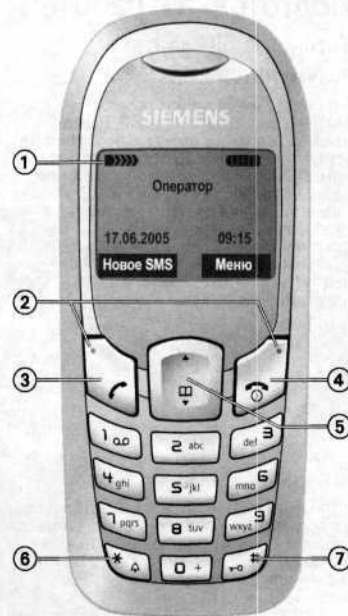 SIEMENS
①
Оператор
17.06.2005 09:15
Новое SMS Меню
②
③ ④
⑤
1
2 abc
def 3
4 ghi
5 jkl
mno 6
7 pqrs
8 tuv
wxyz 9
⑥ * 0 + # ⑦